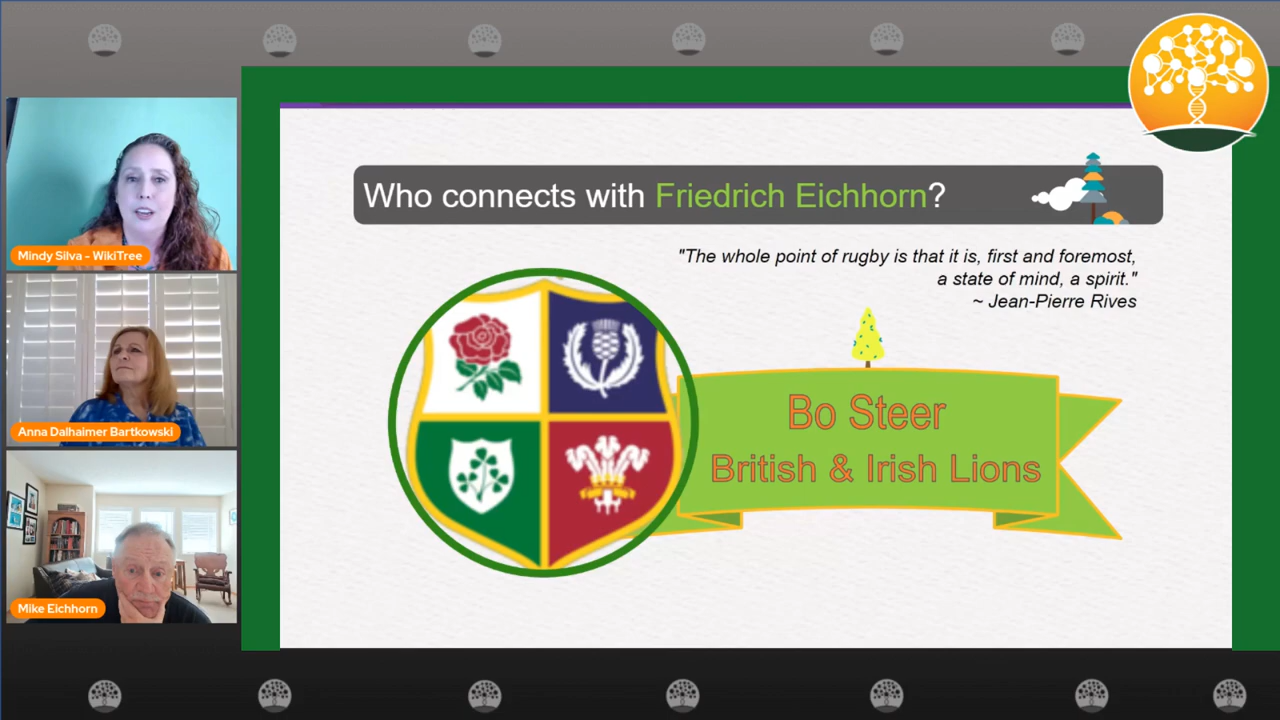 Mindy Silva - WikiTree
Anna Dalhaimer Bartkowski
Mike Eichhorn
Who connects with Friedrich Eichhorn?
"The whole point of rugby is that it is, first and foremost,
a state of mind, a spirit."
~ Jean-Pierre Rives
Bo Steer
British & Irish Lions